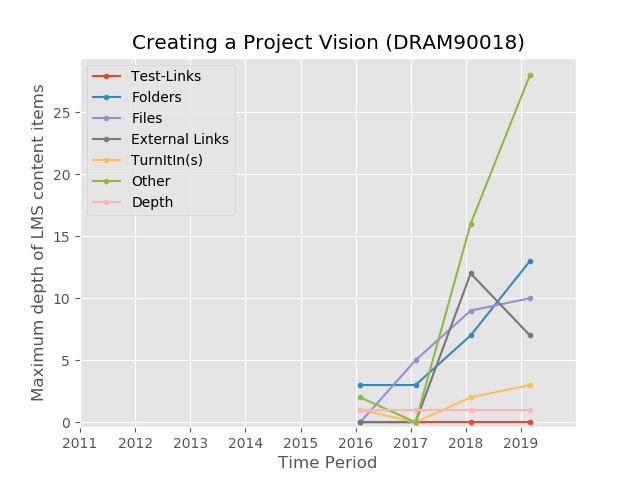 Creating a Project Vision (DRAM90018)
Test-Links
Folders
Files
External Links
TurnItIn(s)
Other
Depth
Maximum depth of LMS content items
25
20
15
10
5
0
2011 2012 2013 2014 2015 2016 2017 2018 2019
Time Period